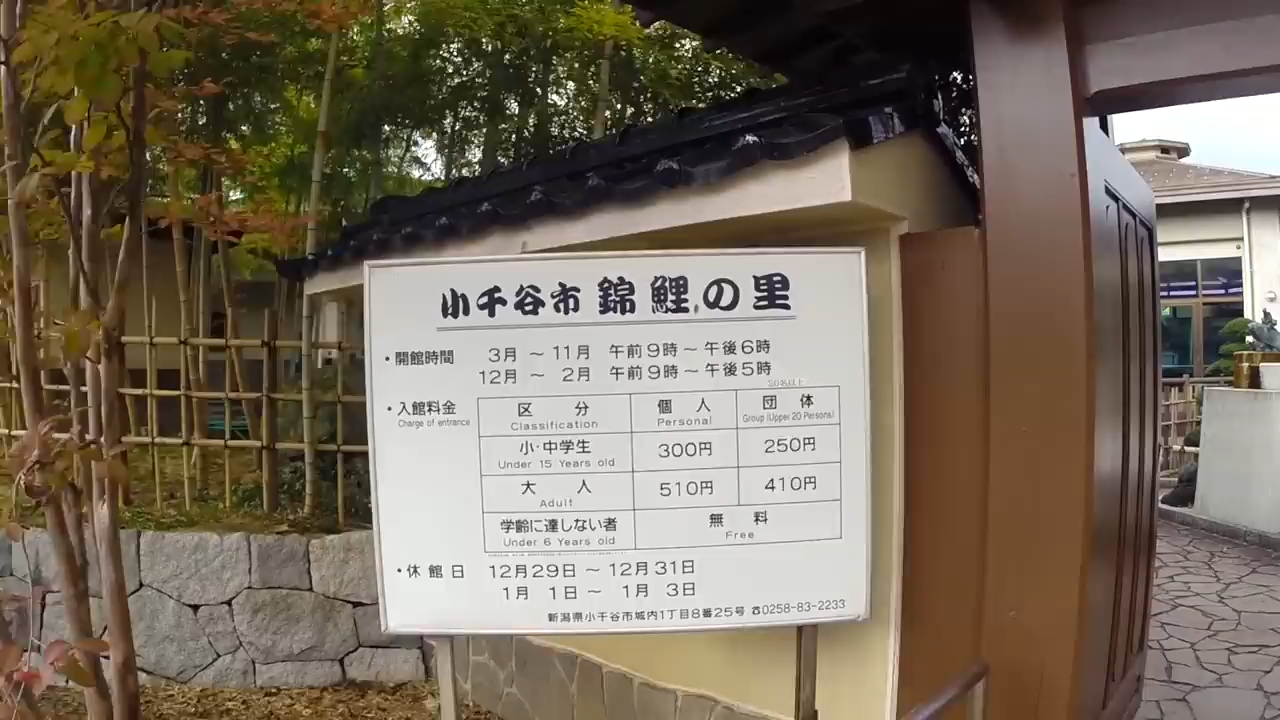 小千谷市 錦鯉の里
・開館時間 3月 ~ 11月 午前9時~午後6時
12月 ~ 2月 午前9時~午後5時
20名以上
・入館料金 区分 個人 団体
Charge of entrance Classification Personal Group (Upper 20 Persons)
小・中学生 300円 250円
Under 15 Years old
大人 510円 410円
Adult
学齢に達しない者 無料
Under 6 Years old Free
・休館日 12月29日 ~ 12月31日
1月 1日 ~ 1月 3日
新潟県小千谷市城内1丁目8番25号 ☎0258-83-2233